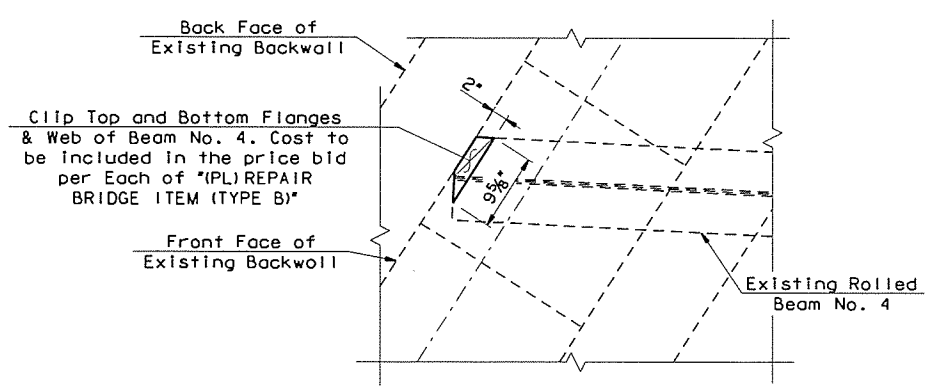 Back Face of
Existing Backwall
2"
Clip Top and Bottom Flanges
& Web of Beam No. 4. Cost to
be included in the price bid
per Each of "(PL) REPAIR
BRIDGE ITEM (TYPE B)"
9⅝"
Front Face of
Existing Backwall
Existing Rolled
Beam No. 4